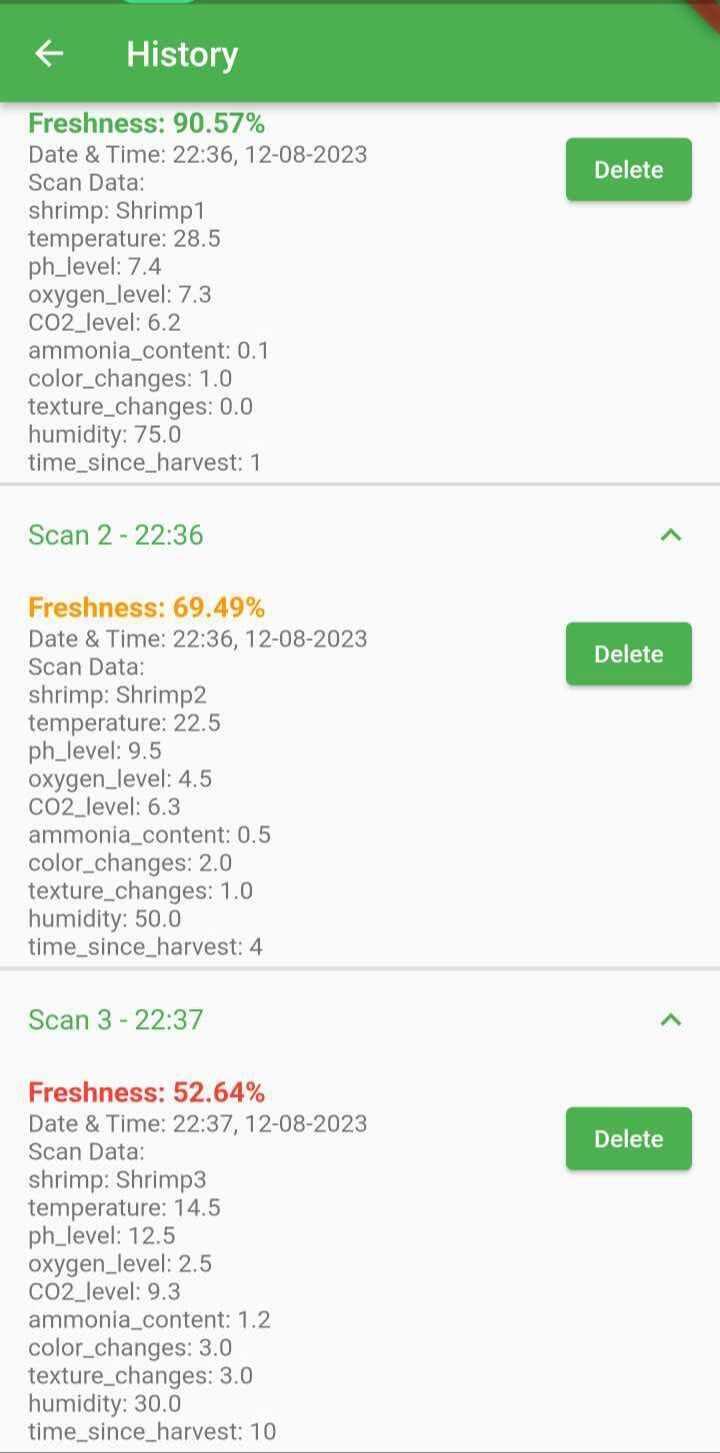 History
Freshness: 90.57%
Date & Time: 22:36, 12-08-2023
Delete
Scan Data:
shrimp: Shrimp1
temperature: 28.5
ph_level: 7.4
oxygen_level: 7.3
CO2_level: 6.2
ammonia_content: 0.1
color_changes: 1.0
texture_changes: 0.0
humidity: 75.0
time_since_harvest: 1
Scan 2 - 22:36
Freshness: 69.49%
Date & Time: 22:36, 12-08-2023
Delete
Scan Data:
shrimp: Shrimp2
temperature: 22.5
ph_level: 9.5
oxygen_level: 4.5
CO2_level: 6.3
ammonia_content: 0.5
color_changes: 2.0
texture_changes: 1.0
humidity: 50.0
time_since_harvest: 4
Scan 3 - 22:37
Freshness: 52.64%
Date & Time: 22:37, 12-08-2023
Delete
Scan Data:
shrimp: Shrimp3
temperature: 14.5
ph_level: 12.5
oxygen_level: 2.5
CO2_level: 9.3
ammonia_content: 1.2
color_changes: 3.0
texture_changes: 3.0
humidity: 30.0
time_since_harvest: 10